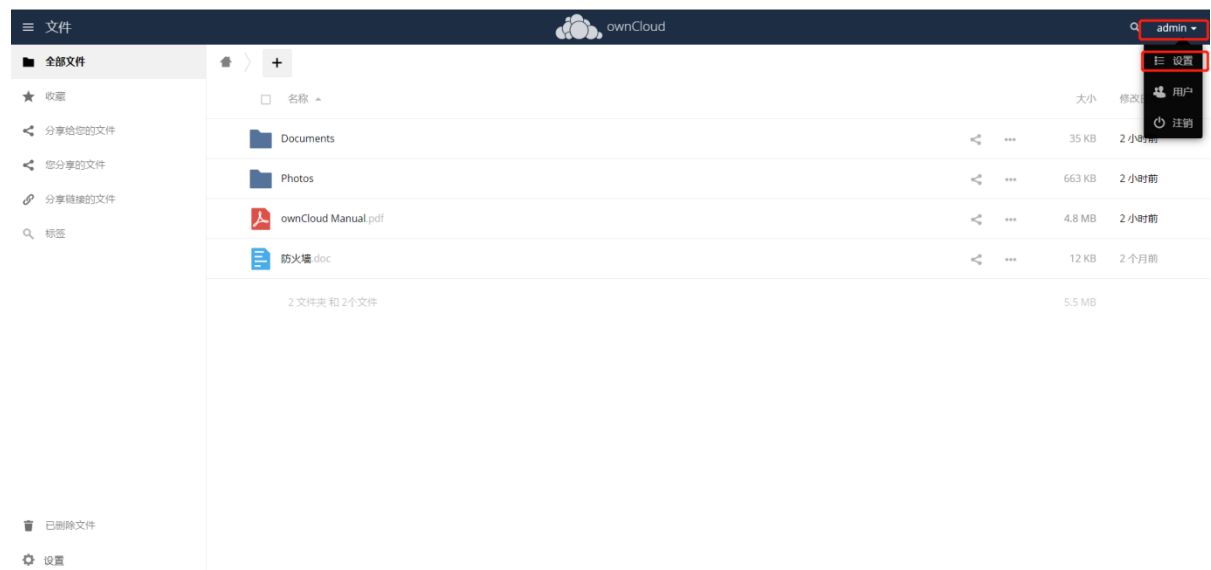 文件
ownCloud
admin
全部文件
设置
收藏
用户
名称
大小
修改
分享给您的文件
注销
Documents
35 KB
2 小时前
您分享的文件
Photos
663 KB
2 小时前
分享链接的文件
ownCloud Manual.pdf
4.8 MB
2 小时前
标签
防火墙.doc
12 KB
2 个月前
2 文件夹 和 2个文件
5.5 MB
已删除文件
设置